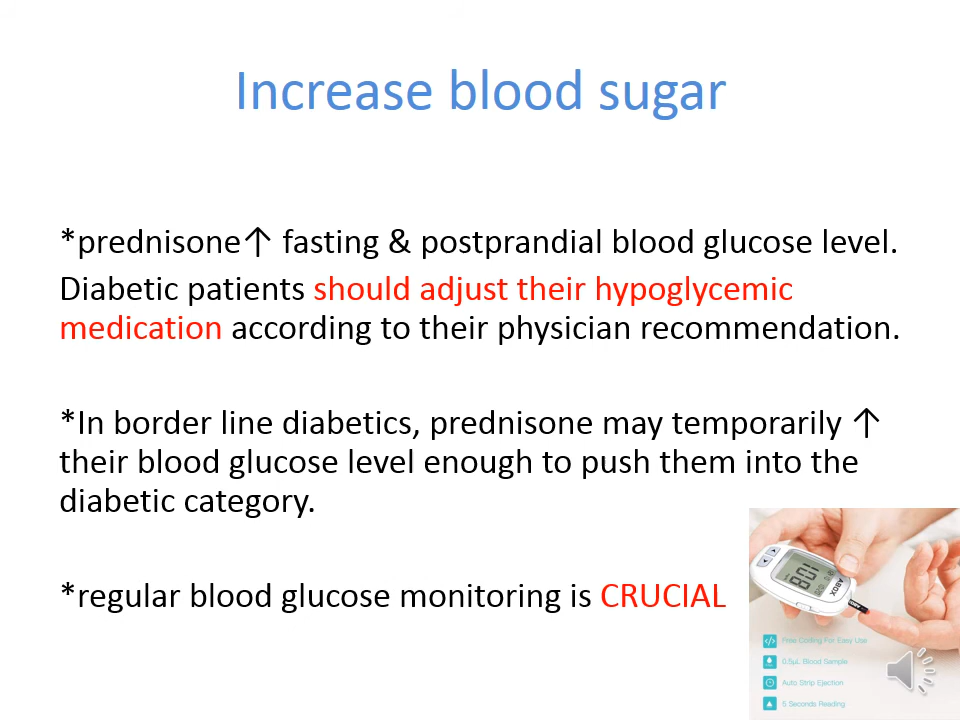 Increase blood sugar
*prednisone↑ fasting & postprandial blood glucose level.
Diabetic patients should adjust their hypoglycemic
medication according to their physician recommendation.
*In border line diabetics, prednisone may temporarily ↑
their blood glucose level enough to push them into the
diabetic category.
*regular blood glucose monitoring is CRUCIAL
108
ABOX
Free Coding For Easy Use
0.5µL Blood Sample
Auto Strip Ejection
5 Seconds Reading